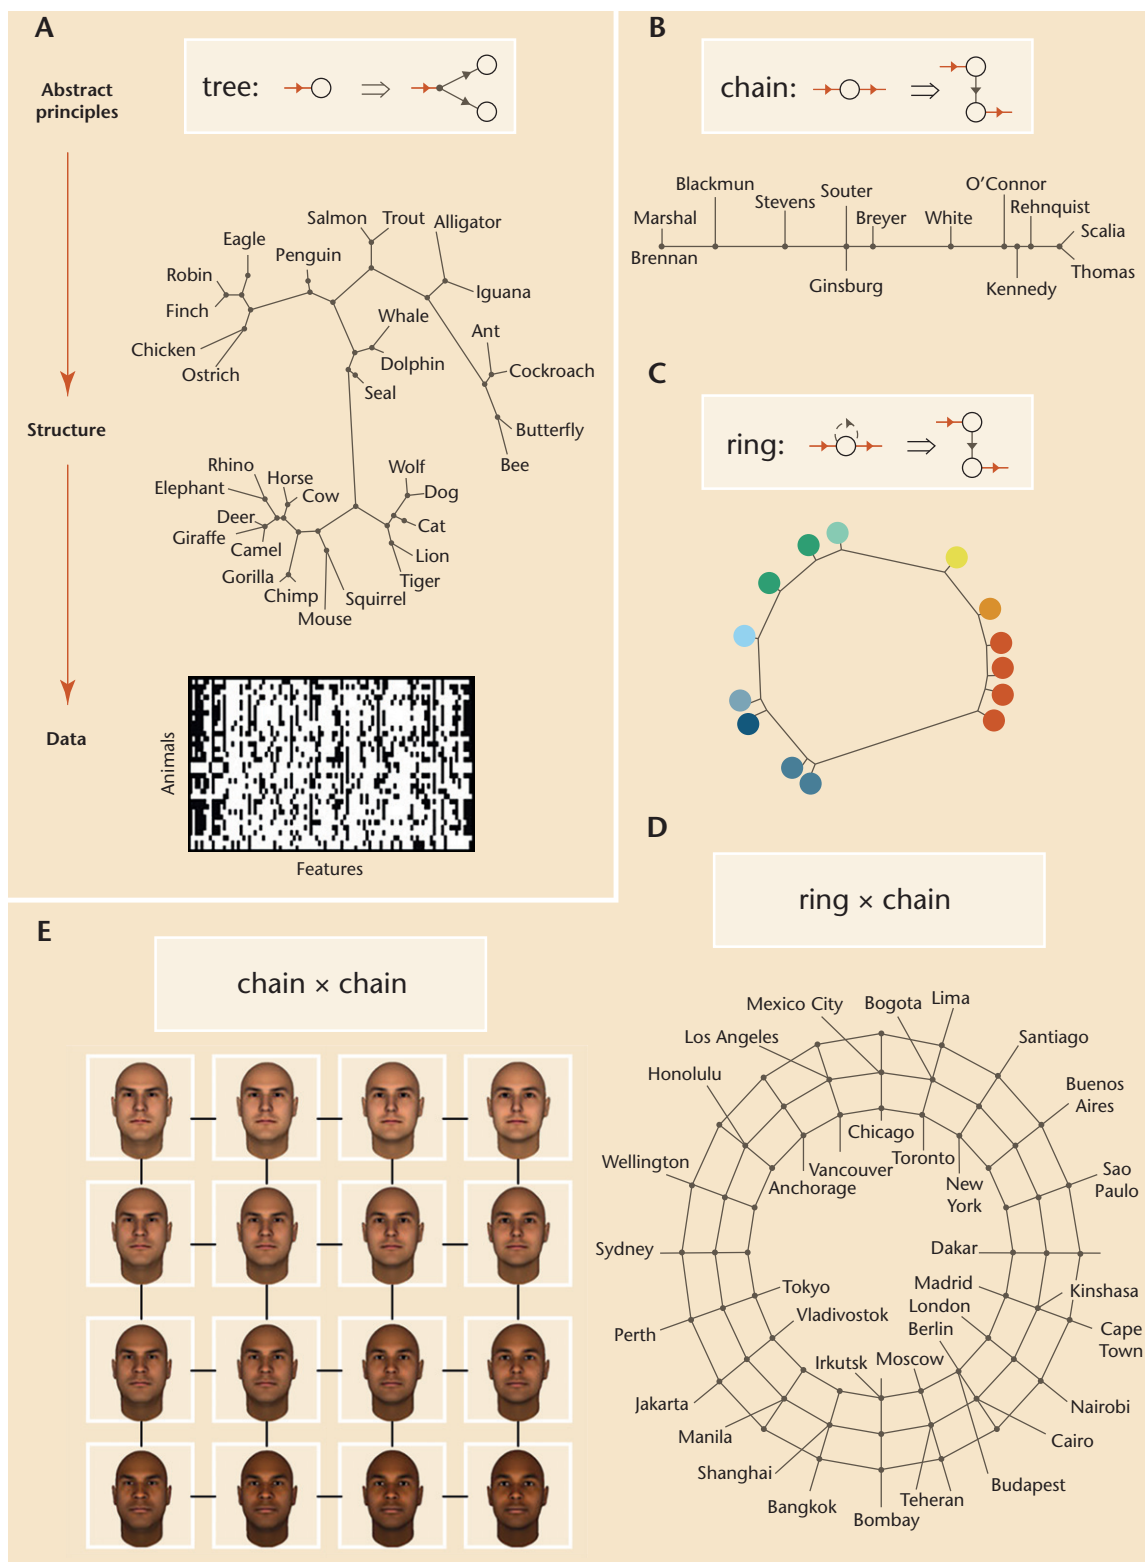 A
Abstract
principles
tree:
Salmon
Trout
Alligator
Eagle
Penguin
Robin
Finch
Iguana
Whale
Ant
Chicken
Dolphin
Cockroach
Ostrich
Seal
Structure
Butterfly
Bee
Rhino
Horse
Wolf
Elephant
Cow
Dog
Deer
Cat
Giraffe
Camel
Lion
Gorilla
Tiger
Chimp
Squirrel
Mouse
Data
Animals
Features
B
chain:
Blackmun
Souter
O’Connor
Stevens
Rehnquist
Marshal
Breyer
White
Scalia
Brennan
Thomas
Ginsburg
Kennedy
C
ring:
D
ring × chain
Mexico City
Bogota
Lima
Los Angeles
Santiago
Honolulu
Buenos
Aires
Chicago
Wellington
Vancouver
Toronto
Anchorage
New
York
Sao
Paulo
Sydney
Dakar
Tokyo
Madrid
Kinshasa
Vladivostok
London
Berlin
Perth
Cape
Town
Irkutsk
Moscow
Jakarta
Nairobi
Manila
Cairo
Shanghai
Budapest
Bangkok
Teheran
Bombay
E
chain × chain